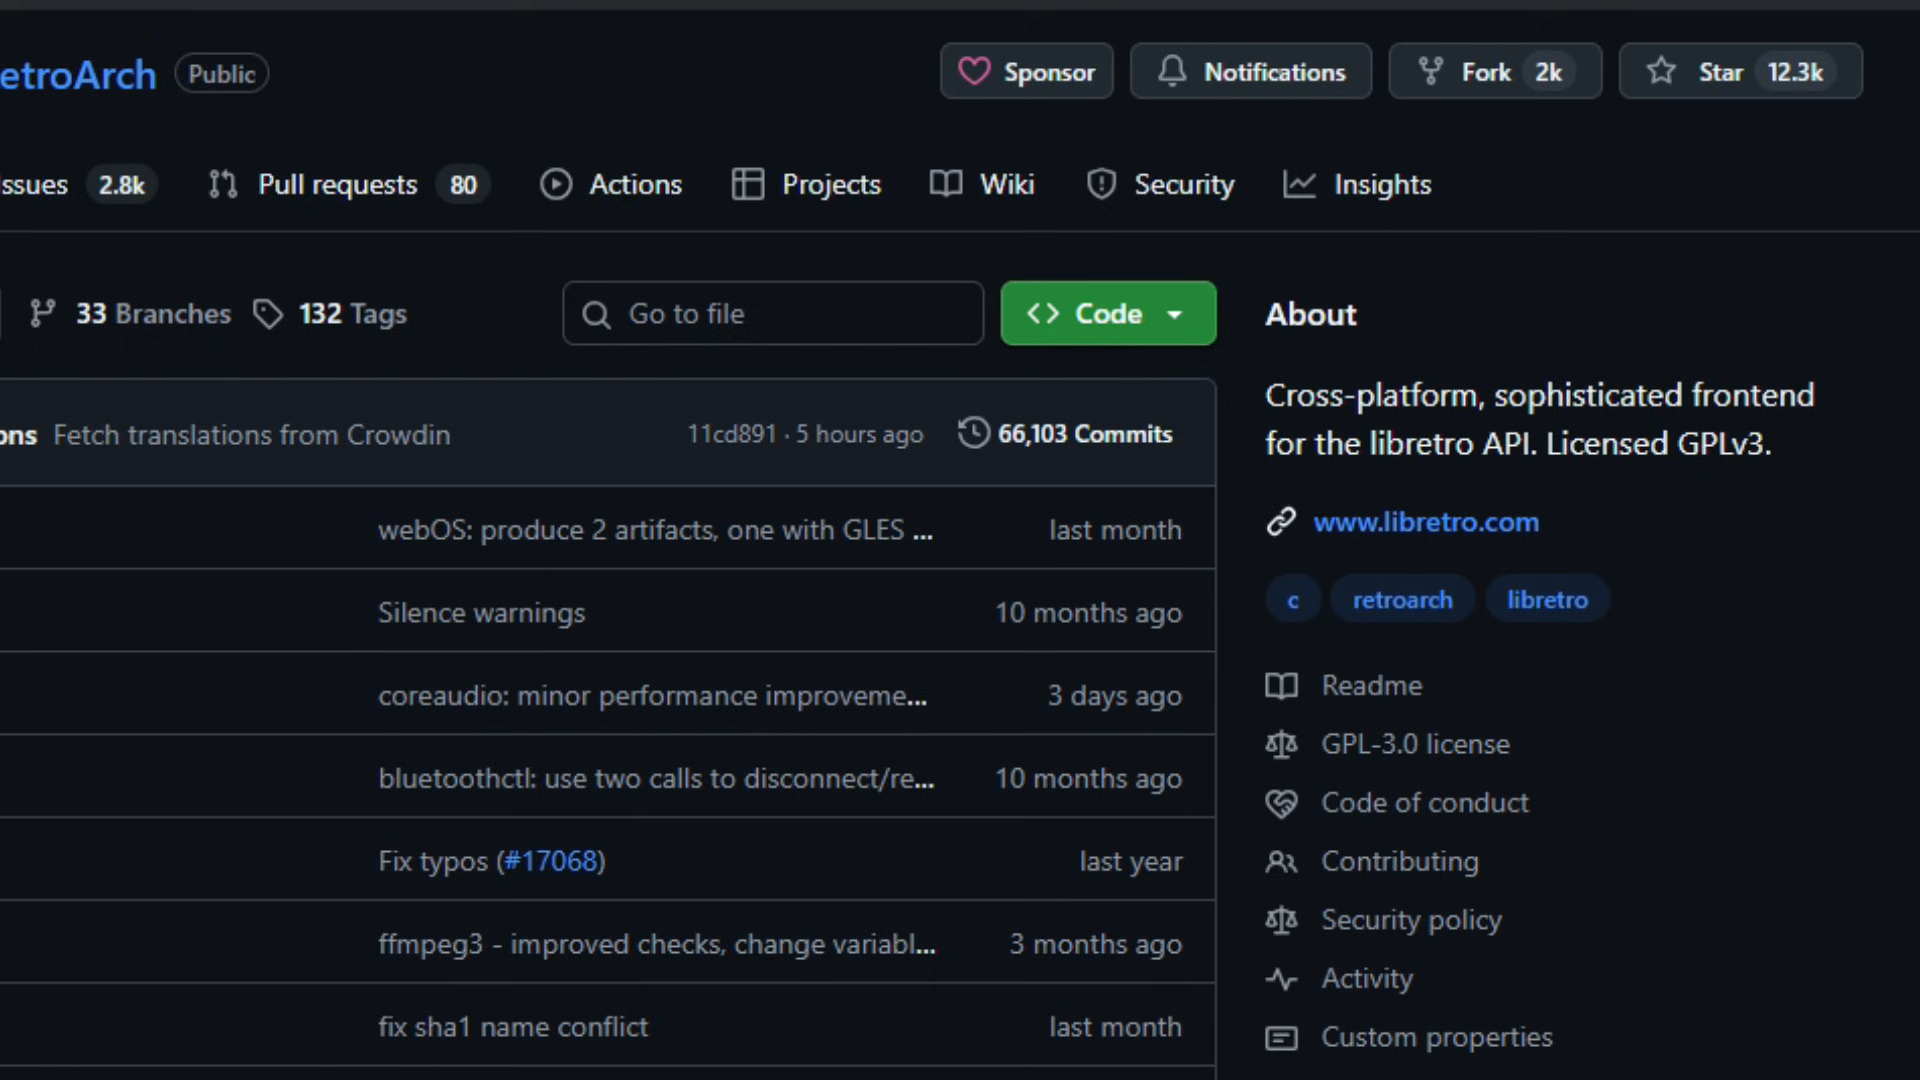 etroArch Public Sponsor Notifications Fork 2k Star 12.3k
ssues 2.8k Pull requests 80 Actions Projects Wiki Security Insights
33 Branches 132 Tags Go to file Code
About
Cross-platform, sophisticated frontend
for the libretro API. Licensed GPLv3.
ons Fetch translations from Crowdin 11cd891 · 5 hours ago 66,103 Commits
www.libretro.com
webOS: produce 2 artifacts, one with GLES ... last month
c retroarch libretro
Silence warnings 10 months ago
Readme
coreaudio: minor performance improveme... 3 days ago
GPL-3.0 license
bluetoothctl: use two calls to disconnect/re... 10 months ago
Code of conduct
Fix typos (#17068) last year
Contributing
Security policy
ffmpeg3 - improved checks, change variabl... 3 months ago
Activity
fix sha1 name conflict last month
Custom properties